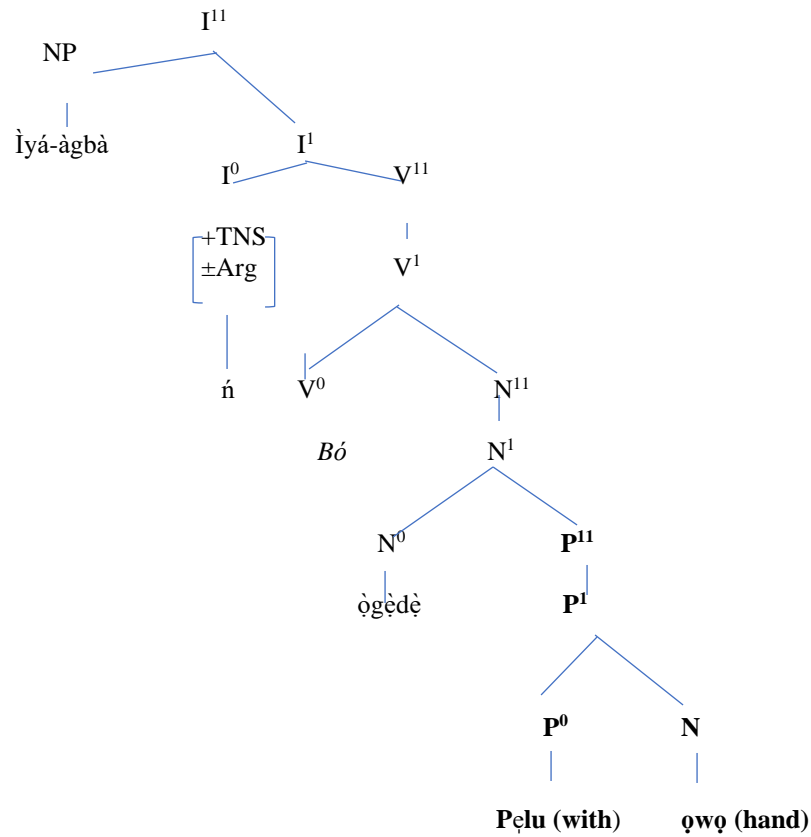 I¹¹
NP
Ìyá-àgbà
I¹
I⁰ V¹¹
+TNS
±Arg
V¹
ń V⁰ N¹¹
Bó N¹
N⁰ P¹¹
ọ̀gẹ̀dẹ̀ P¹
P⁰ N
Pẹlu (with) ọwọ (hand)